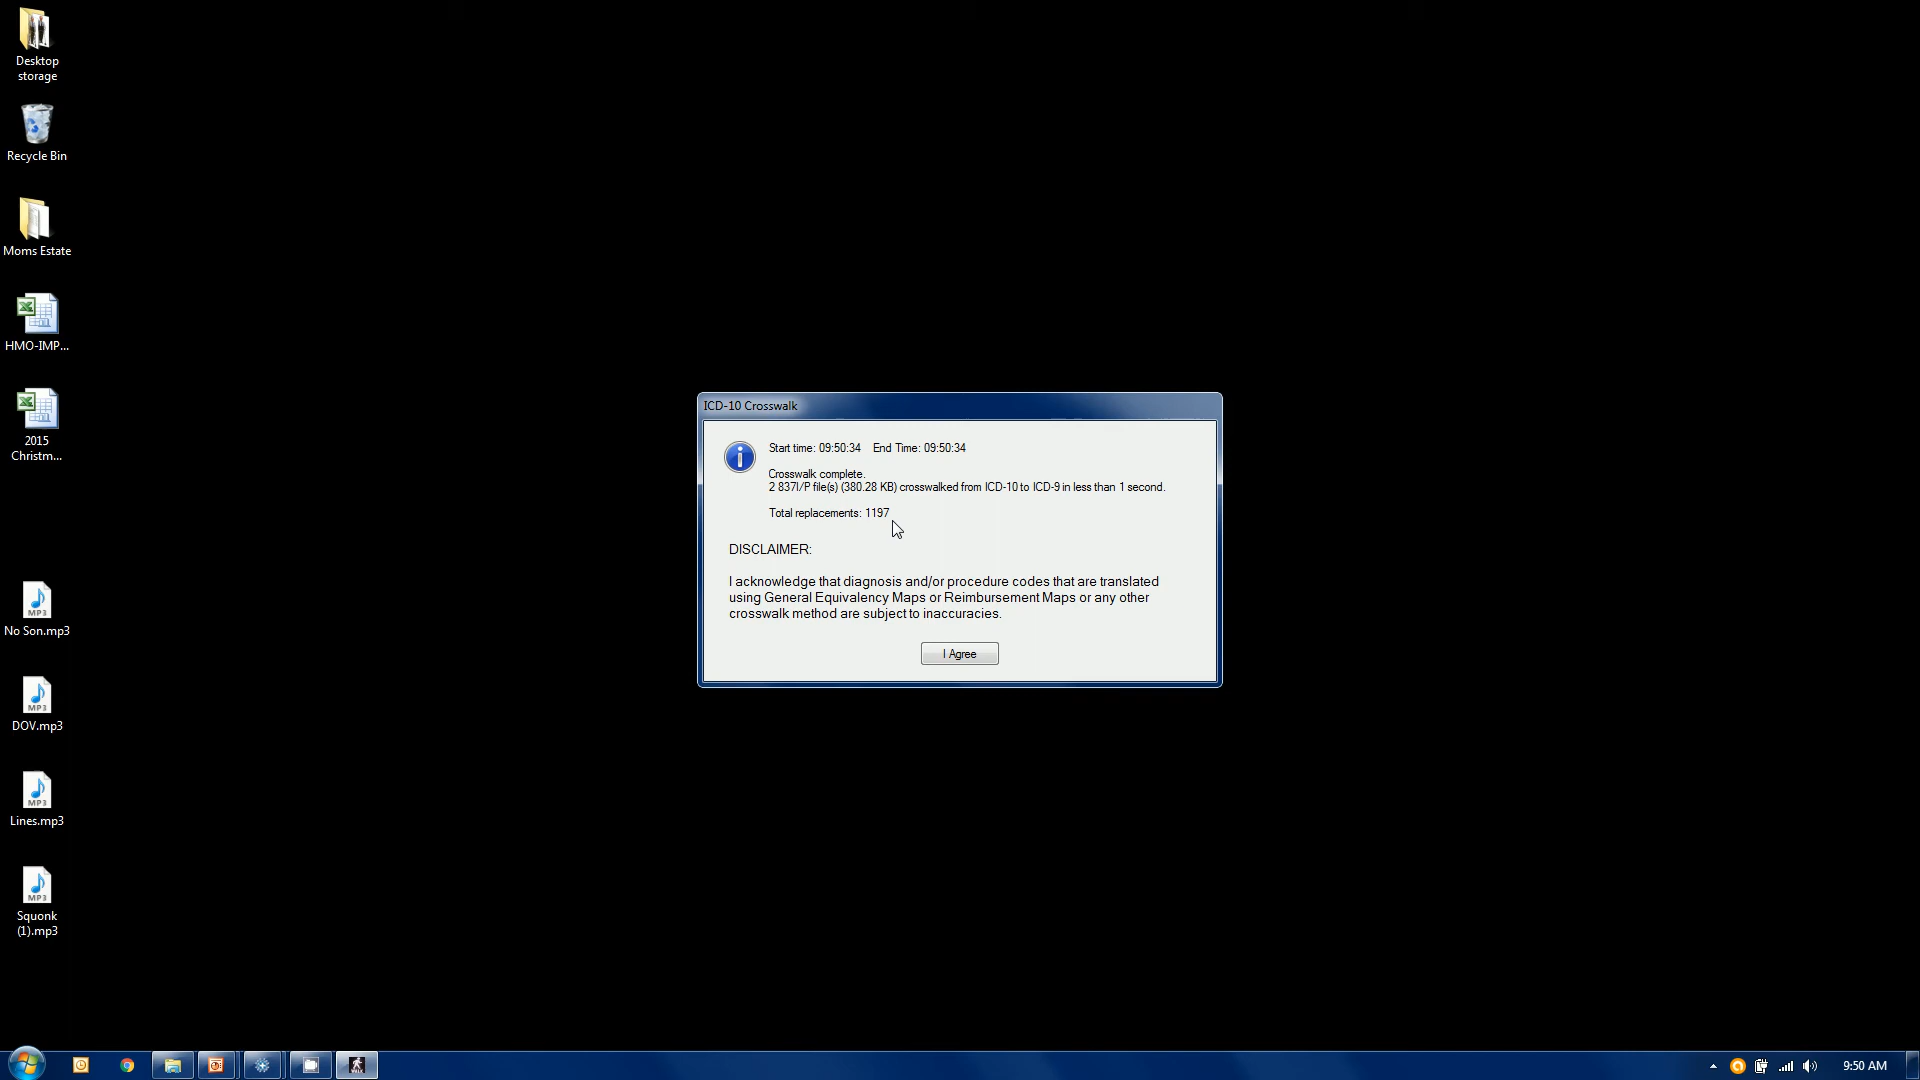 Desktop
storage
Recycle Bin
Moms Estate
HMO-IMP...
2015
Christm...
No Son.mp3
DOV.mp3
Lines.mp3
Squonk
(1).mp3
ICD-10 Crosswalk
Start time: 09:50:34 End Time: 09:50:34
Crosswalk complete.
2 837I/P file(s) (380.28 KB) crosswalked from ICD-10 to ICD-9 in less than 1 second.
Total replacements: 1197
DISCLAIMER:
I acknowledge that diagnosis and/or procedure codes that are translated
using General Equivalency Maps or Reimbursement Maps or any other
crosswalk method are subject to inaccuracies.
I Agree
9:50 AM